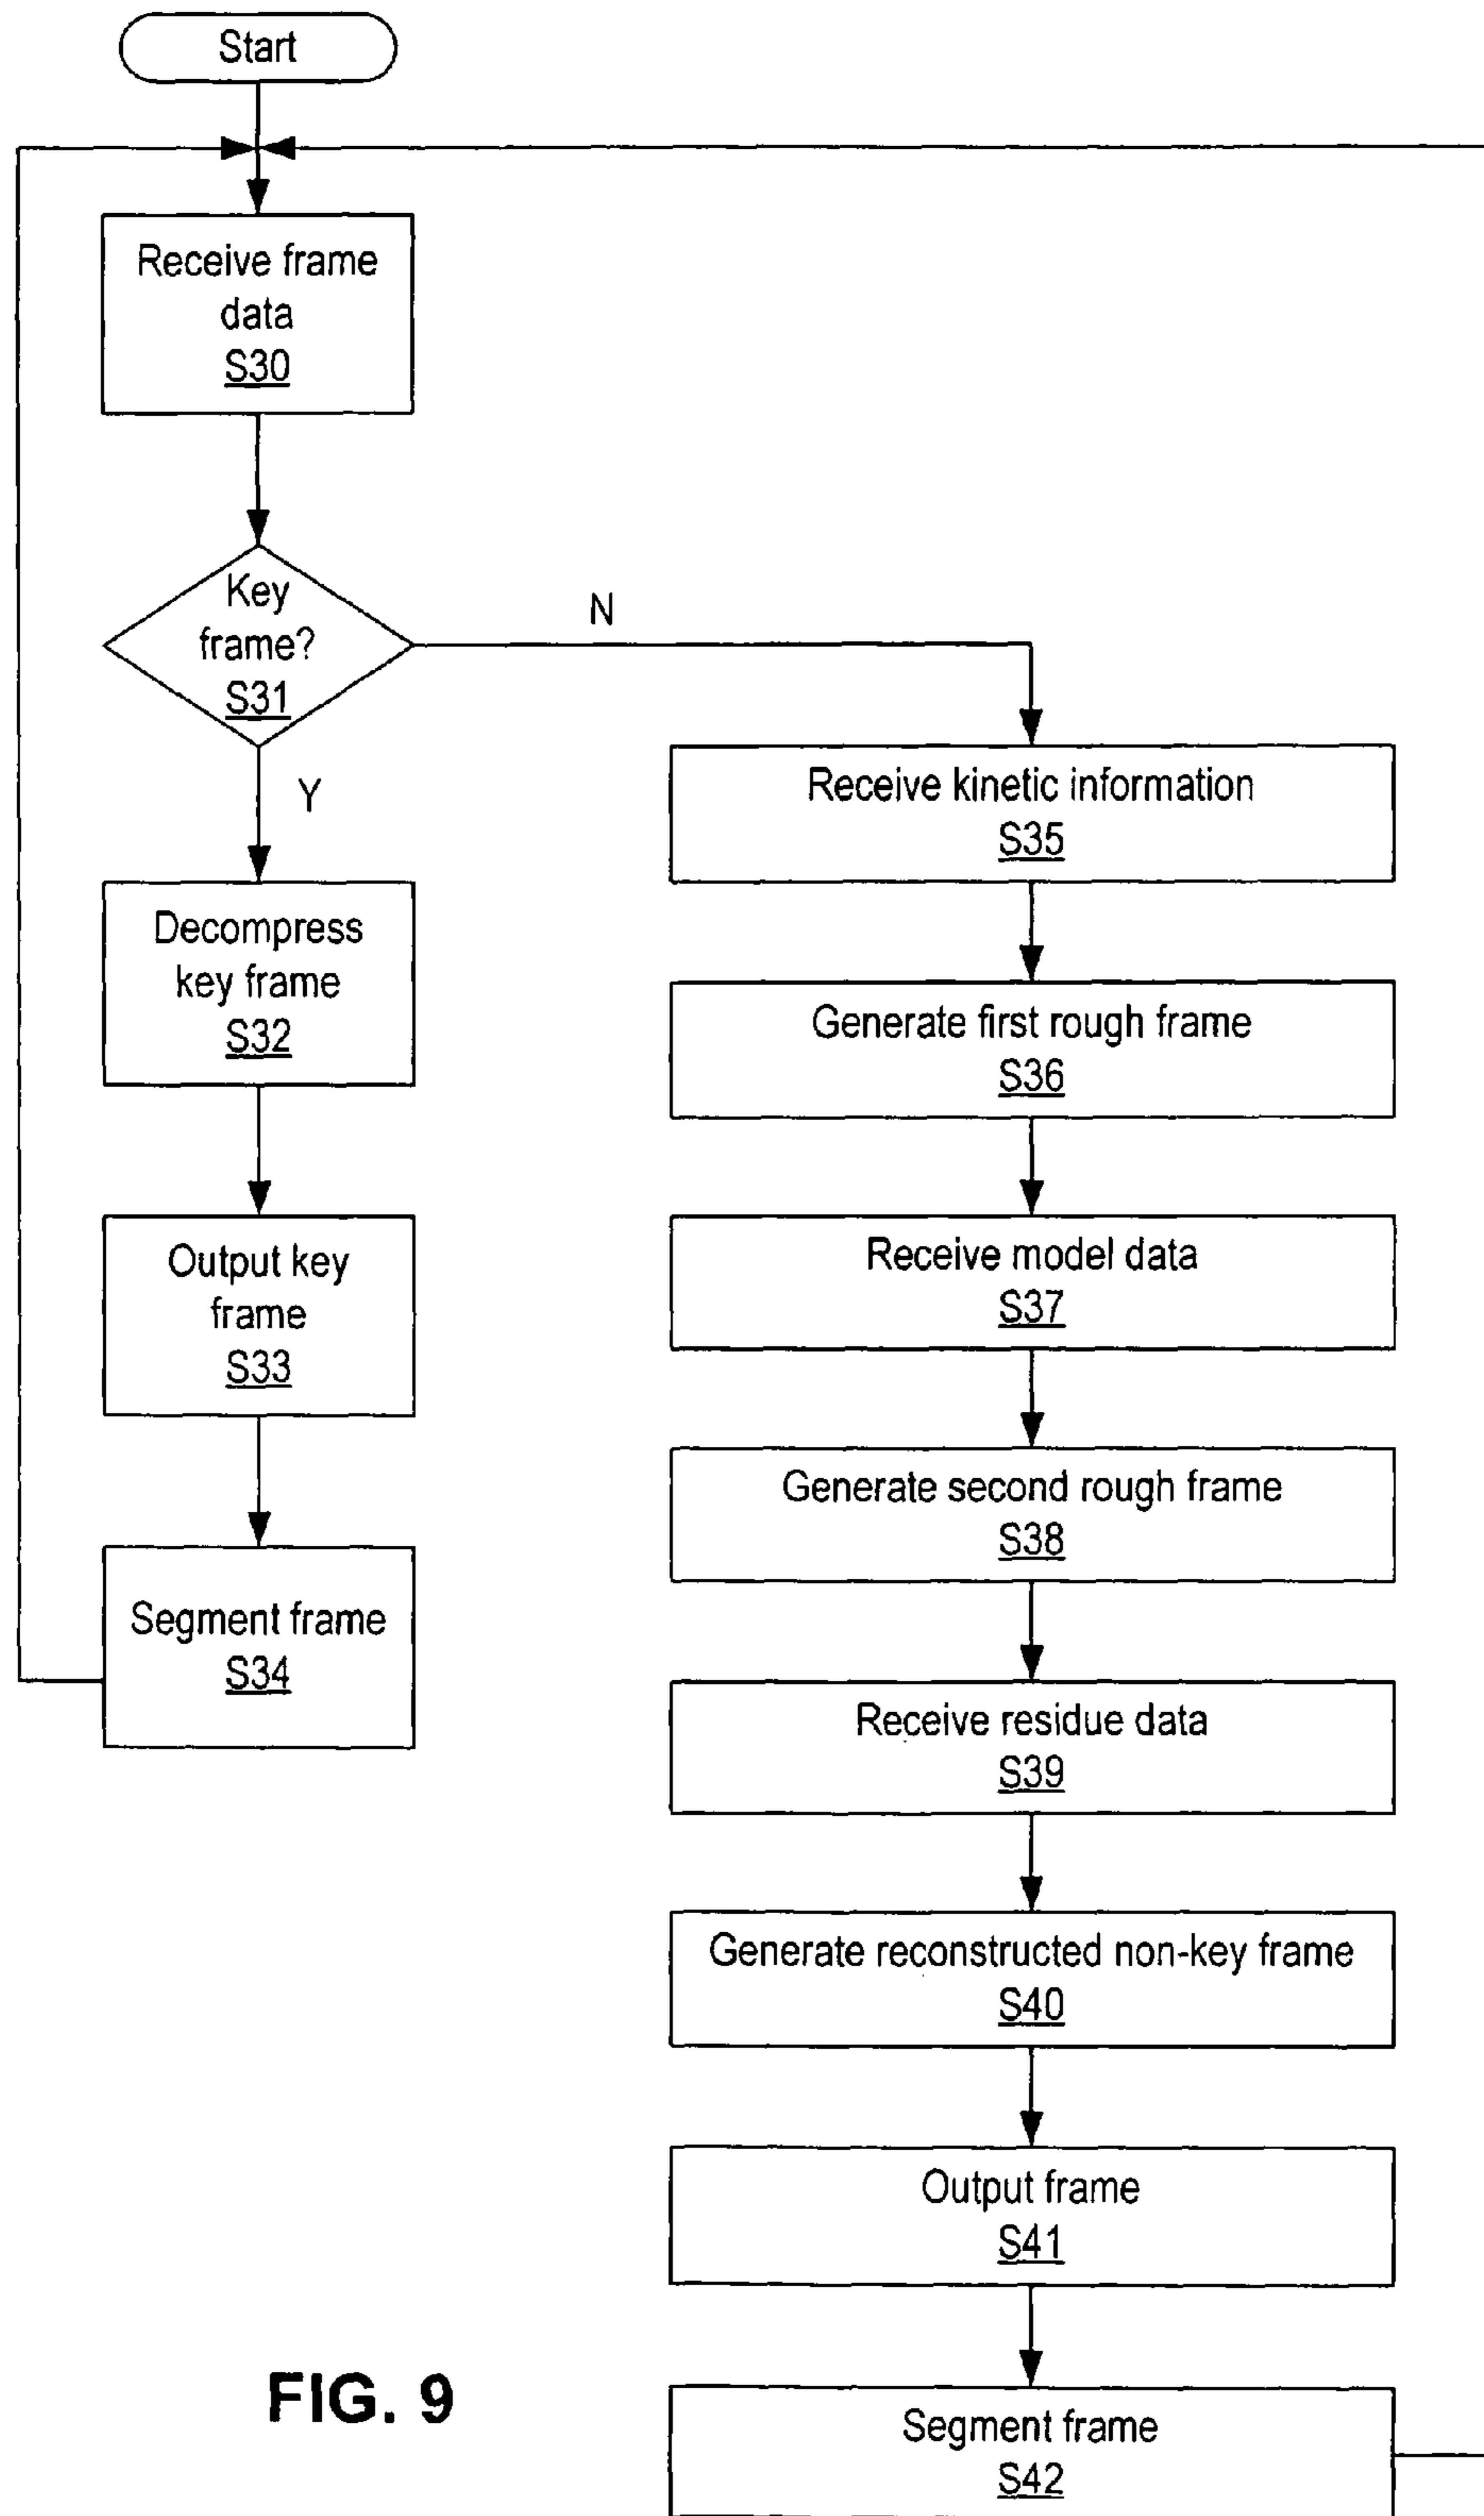 Start
Receive frame
data
S30
Key
frame?
S31
N
Y
Decompress
key frame
S32
Output key
frame
S33
Segment frame
S34
Receive kinetic information
S35
Generate first rough frame
S36
Receive model data
S37
Generate second rough frame
S38
Receive residue data
S39
Generate reconstructed non-key frame
S40
Output frame
S41
Segment frame
S42
FIG. 9